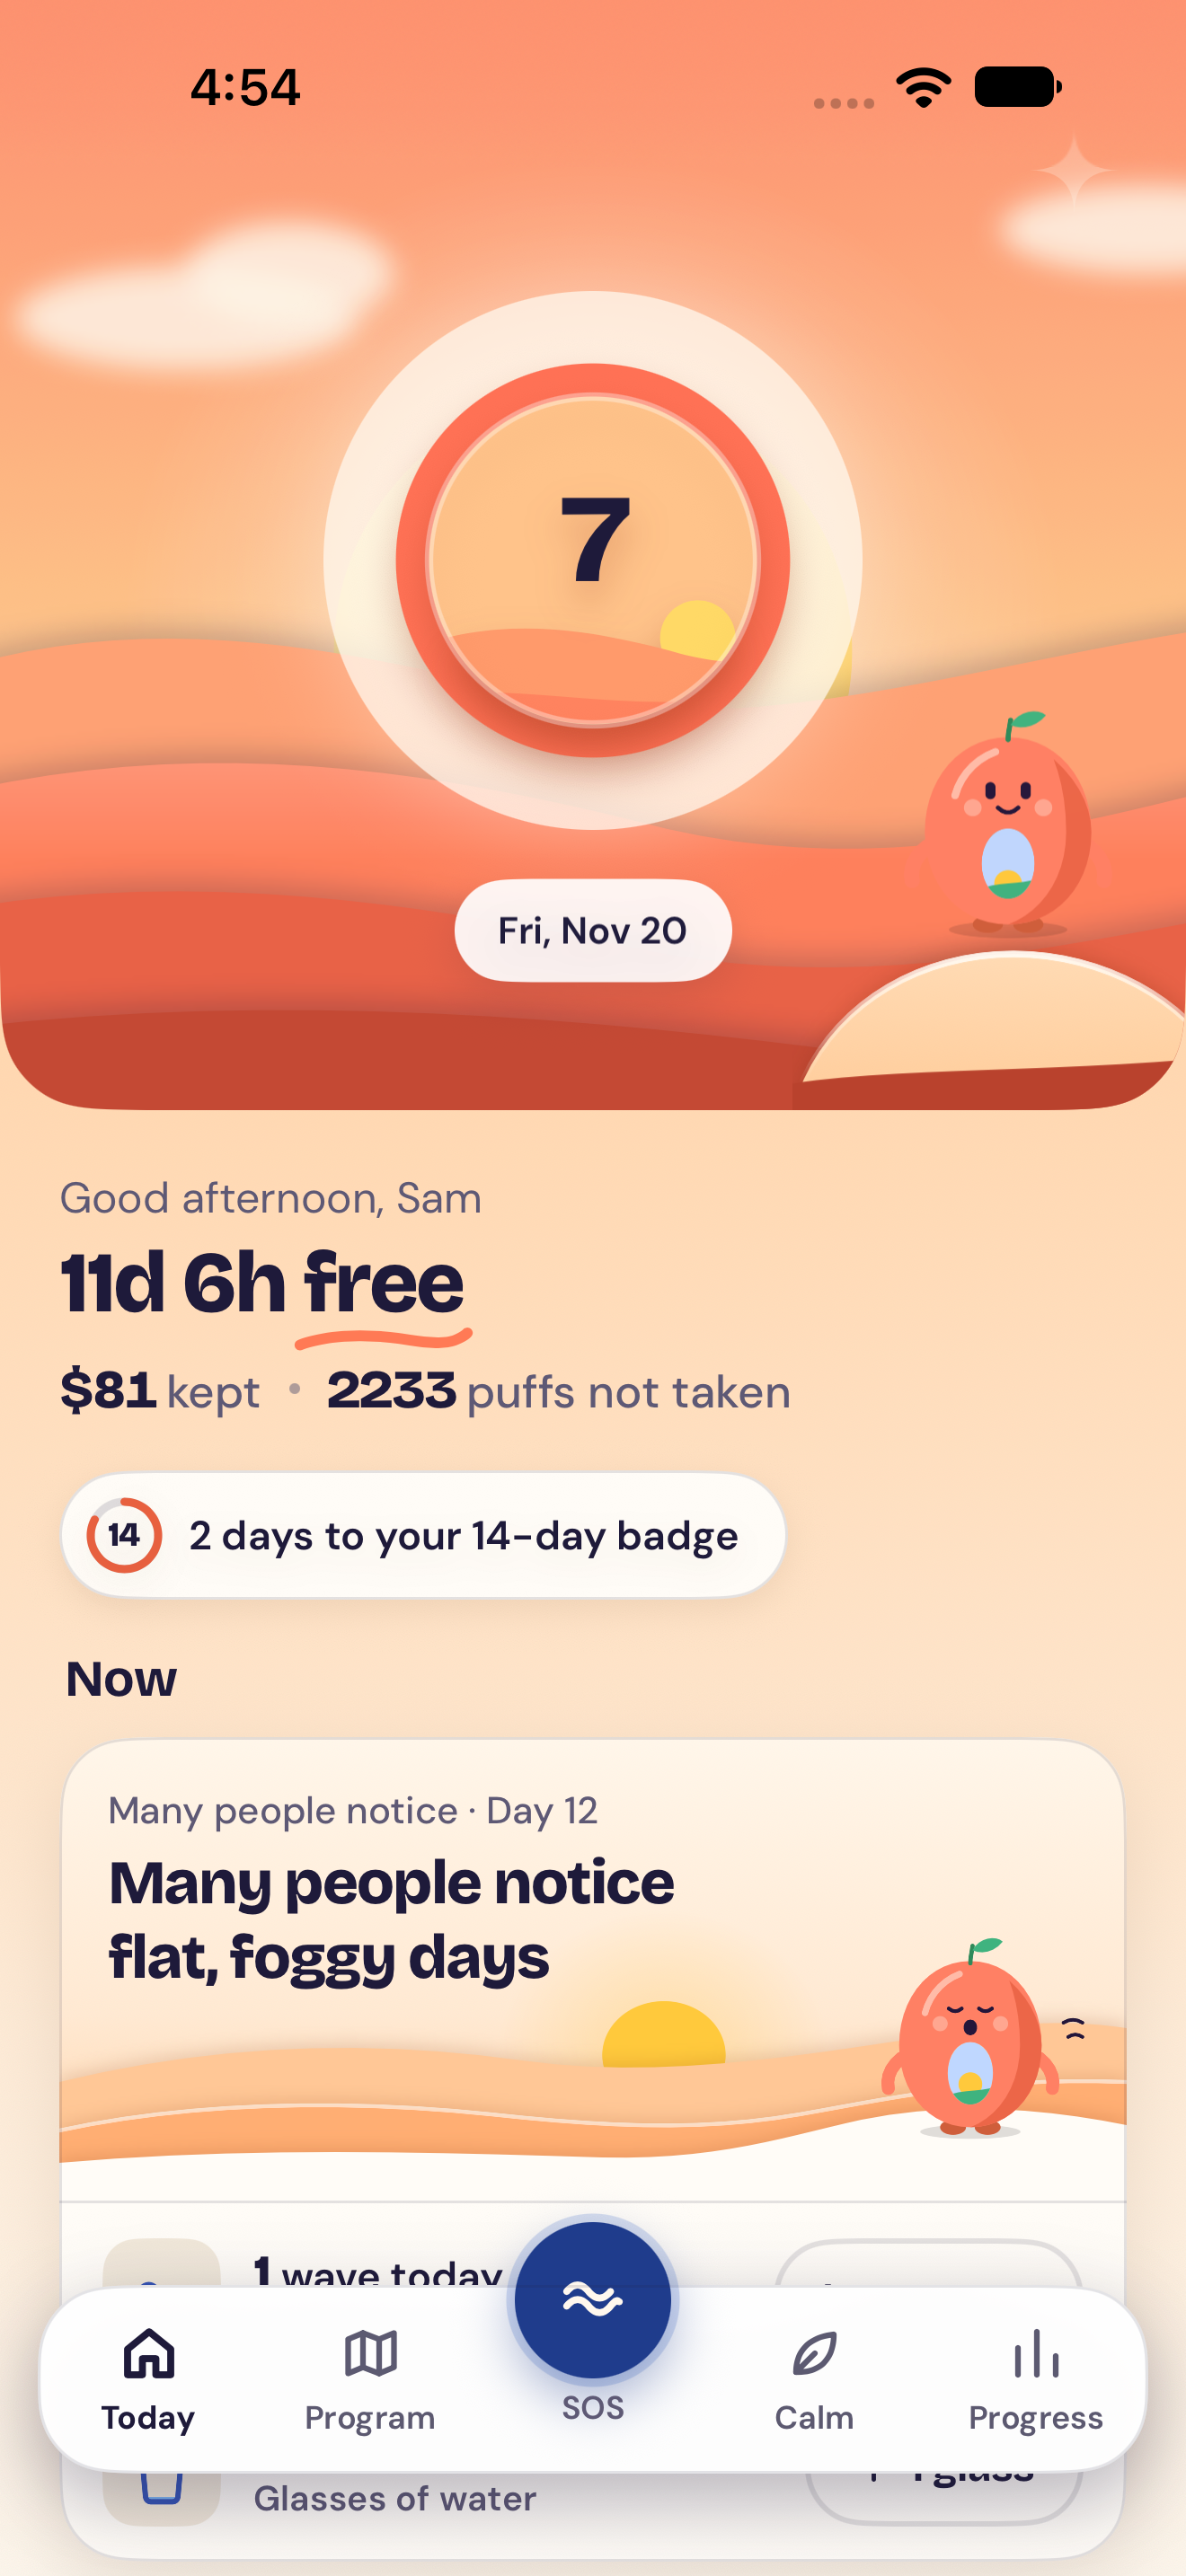 4:54
7
Fri, Nov 20
Good afternoon, Sam
11d 6h free
$81 kept • 2233 puffs not taken
14 2 days to your 14-day badge
Now
Many people notice · Day 12
Many people notice
flat, foggy days
1 wave today
SOS
Today Program Calm Progress
Glasses of water